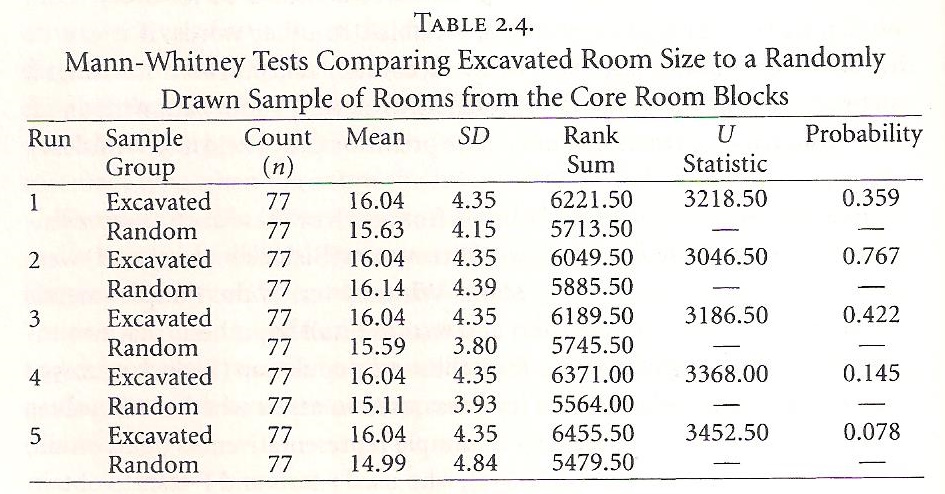 TABLE 2.4.
Mann-Whitney Tests Comparing Excavated Room Size to a Randomly
Drawn Sample of Rooms from the Core Room Blocks
Run Sample Count Mean SD Rank U Probability
Group (n) Sum Statistic
1 Excavated 77 16.04 4.35 6221.50 3218.50 0.359
Random 77 15.63 4.15 5713.50 — —
2 Excavated 77 16.04 4.35 6049.50 3046.50 0.767
Random 77 16.14 4.39 5885.50 — —
3 Excavated 77 16.04 4.35 6189.50 3186.50 0.422
Random 77 15.59 3.80 5745.50 — —
4 Excavated 77 16.04 4.35 6371.00 3368.00 0.145
Random 77 15.11 3.93 5564.00 — —
5 Excavated 77 16.04 4.35 6455.50 3452.50 0.078
Random 77 14.99 4.84 5479.50 — —